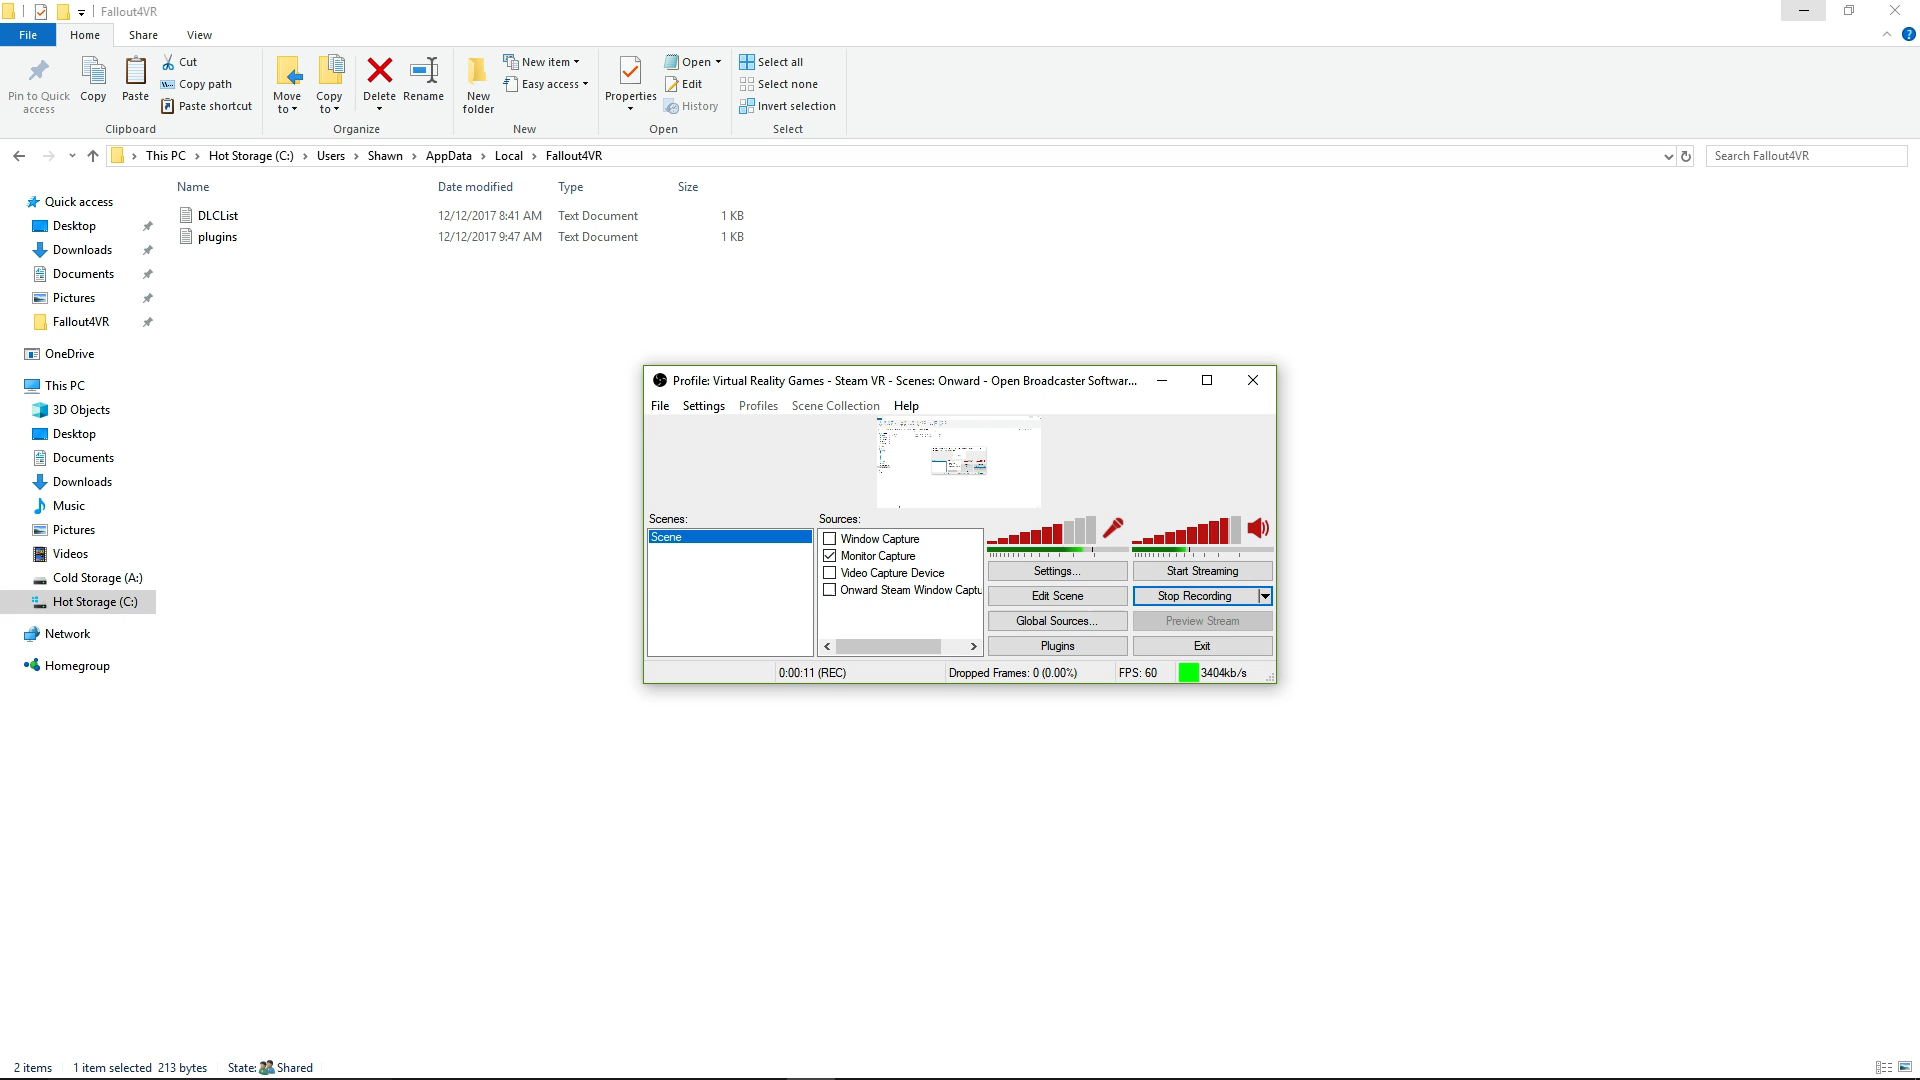 Fallout4VR
File Home Share View
Pin to Quick access
Copy
Paste
Cut
Copy path
Paste shortcut
Clipboard
Move to
Copy to
Delete
Rename
Organize
New folder
New item
Easy access
New
Properties
Open
Edit
History
Open
Select all
Select none
Invert selection
Select
This PC > Hot Storage (C:) > Users > Shawn > AppData > Local > Fallout4VR
Search Fallout4VR
Name Date modified Type Size
DLCList 12/12/2017 8:41 AM Text Document 1 KB
plugins 12/12/2017 9:47 AM Text Document 1 KB
Quick access
Desktop
Downloads
Documents
Pictures
Fallout4VR
OneDrive
This PC
3D Objects
Desktop
Documents
Downloads
Music
Pictures
Videos
Cold Storage (A:)
Hot Storage (C:)
Network
Homegroup
Profile: Virtual Reality Games - Steam VR - Scenes: Onward - Open Broadcaster Softwar...
File Settings Profiles Scene Collection Help
Scenes:
Scene
Sources:
Window Capture
Monitor Capture
Video Capture Device
Onward Steam Window Captu
Settings... Start Streaming
Edit Scene Stop Recording
Global Sources... Preview Stream
Plugins Exit
0:00:11 (REC) Dropped Frames: 0 (0.00%) FPS: 60 3404kb/s
2 items 1 item selected 213 bytes State: Shared